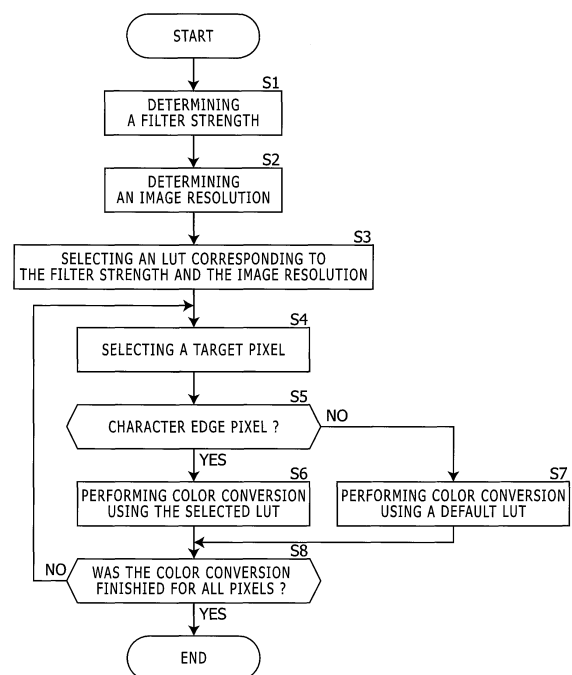 START
S1
DETERMINING
A FILTER STRENGTH
S2
DETERMINING
AN IMAGE RESOLUTION
S3
SELECTING AN LUT CORRESPONDING TO
THE FILTER STRENGTH AND THE IMAGE RESOLUTION
S4
SELECTING A TARGET PIXEL
S5
CHARACTER EDGE PIXEL ?
NO
YES
S6
PERFORMING COLOR CONVERSION
USING THE SELECTED LUT
S7
PERFORMING COLOR CONVERSION
USING A DEFAULT LUT
S8
NO
WAS THE COLOR CONVERSION
FINISHIED FOR ALL PIXELS ?
YES
END